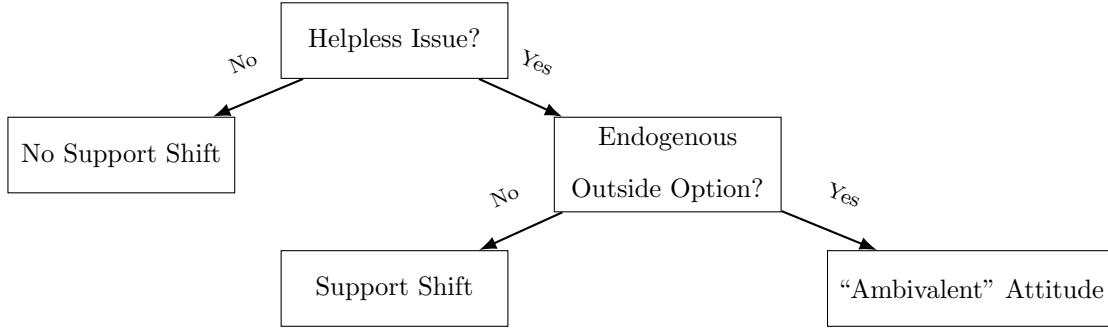 Helpless Issue?
No
Yes
No Support Shift
Endogenous
Outside Option?
No
Yes
Support Shift
“Ambivalent” Attitude